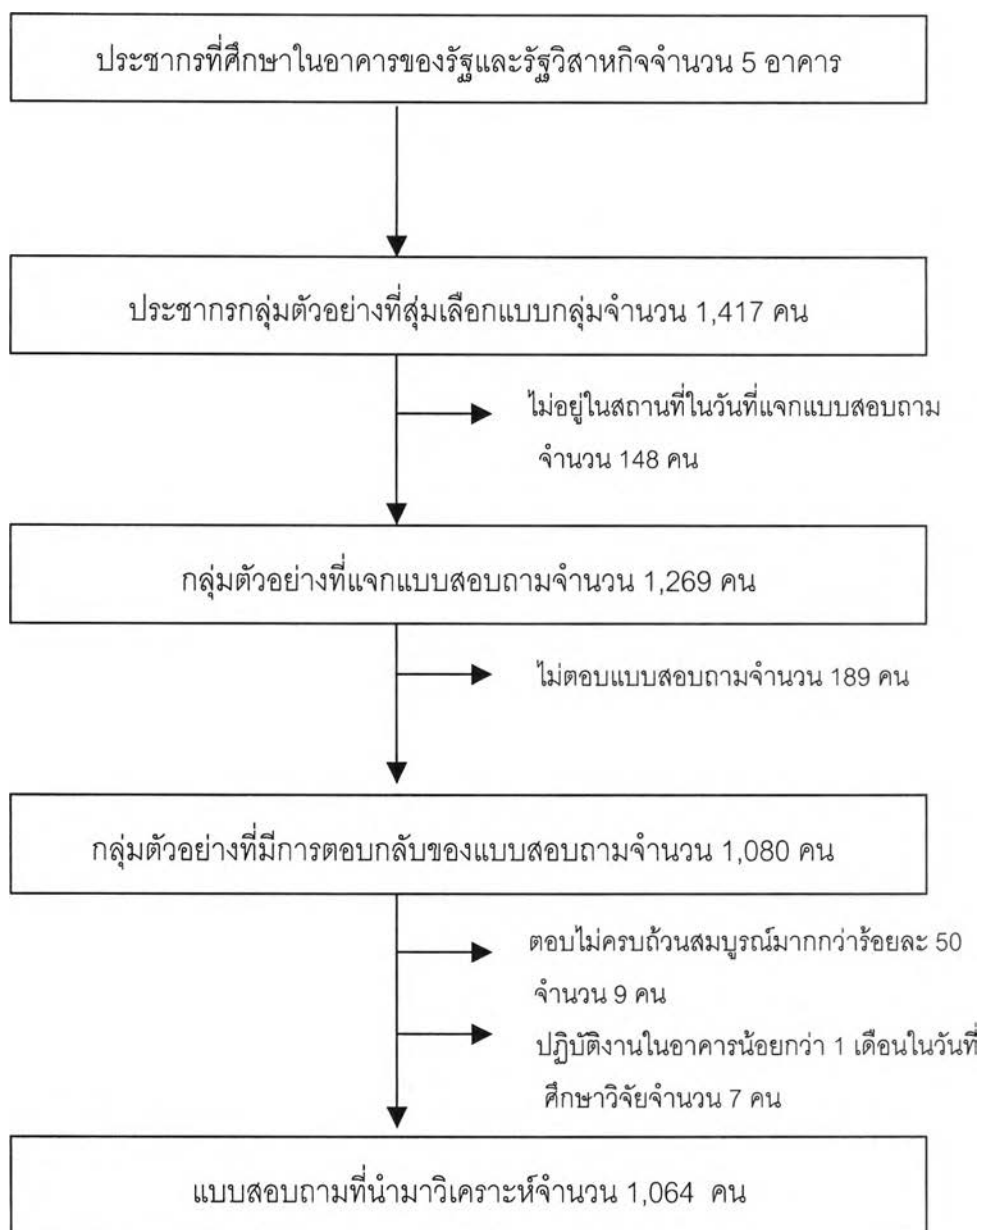 ประชากรที่ศึกษาในอาคารของรัฐและรัฐวิสาหกิจจำนวน 5 อาคาร
ประชากรกลุ่มตัวอย่างที่สุ่มเลือกแบบกลุ่มจำนวน 1,417 คน
ไม่อยู่ในสถานที่ในวันที่แจกแบบสอบถาม
จำนวน 148 คน
กลุ่มตัวอย่างที่แจกแบบสอบถามจำนวน 1,269 คน
ไม่ตอบแบบสอบถามจำนวน 189 คน
กลุ่มตัวอย่างที่มีการตอบกลับของแบบสอบถามจำนวน 1,080 คน
ตอบไม่ครบถ้วนสมบูรณ์มากกว่าร้อยละ 50
จำนวน 9 คน
ปฏิบัติงานในอาคารน้อยกว่า 1 เดือนในวันที่
ศึกษาวิจัยจำนวน 7 คน
แบบสอบถามที่นำมาวิเคราะห์จำนวน 1,064 คน